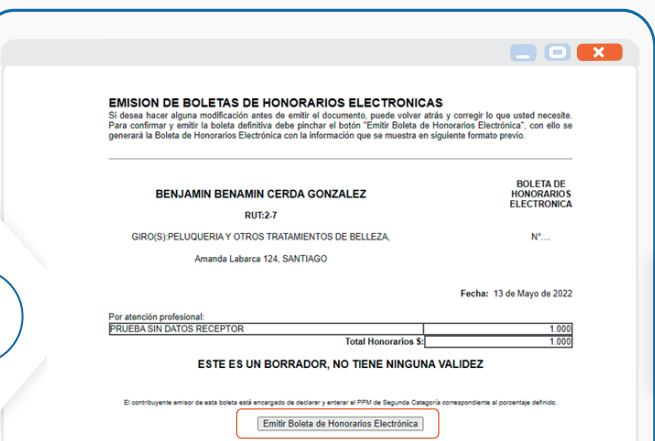 EMISION DE BOLETAS DE HONORARIOS ELECTRONICAS
Si desea hacer alguna modificación antes de emitir el documento, puede volver atrás y corregir lo que usted necesite.
Para confirmar y emitir la boleta definitiva debe pinchar el botón "Emitir Boleta de Honorarios Electrónica", con ello se
generará la Boleta de Honorarios Electrónica con la información que se muestra en siguiente formato previo.
BENJAMIN BENAMIN CERDA GONZALEZ
RUT:2-7
GIRO(S):PELUQUERIA Y OTROS TRATAMIENTOS DE BELLEZA,
Amanda Labarca 124, SANTIAGO
BOLETA DE
HONORARIOS
ELECTRONICA
N°....
Fecha: 13 de Mayo de 2022
Por atención profesional:
PRUEBA SIN DATOS RECEPTOR 1.000
Total Honorarios $: 1.000
ESTE ES UN BORRADOR, NO TIENE NINGUNA VALIDEZ
El contribuyente emisor de esta boleta está encargado de declarar y enterar el PPM de Segunda Categoría correspondiente al porcentaje definido.
Emitir Boleta de Honorarios Electrónica